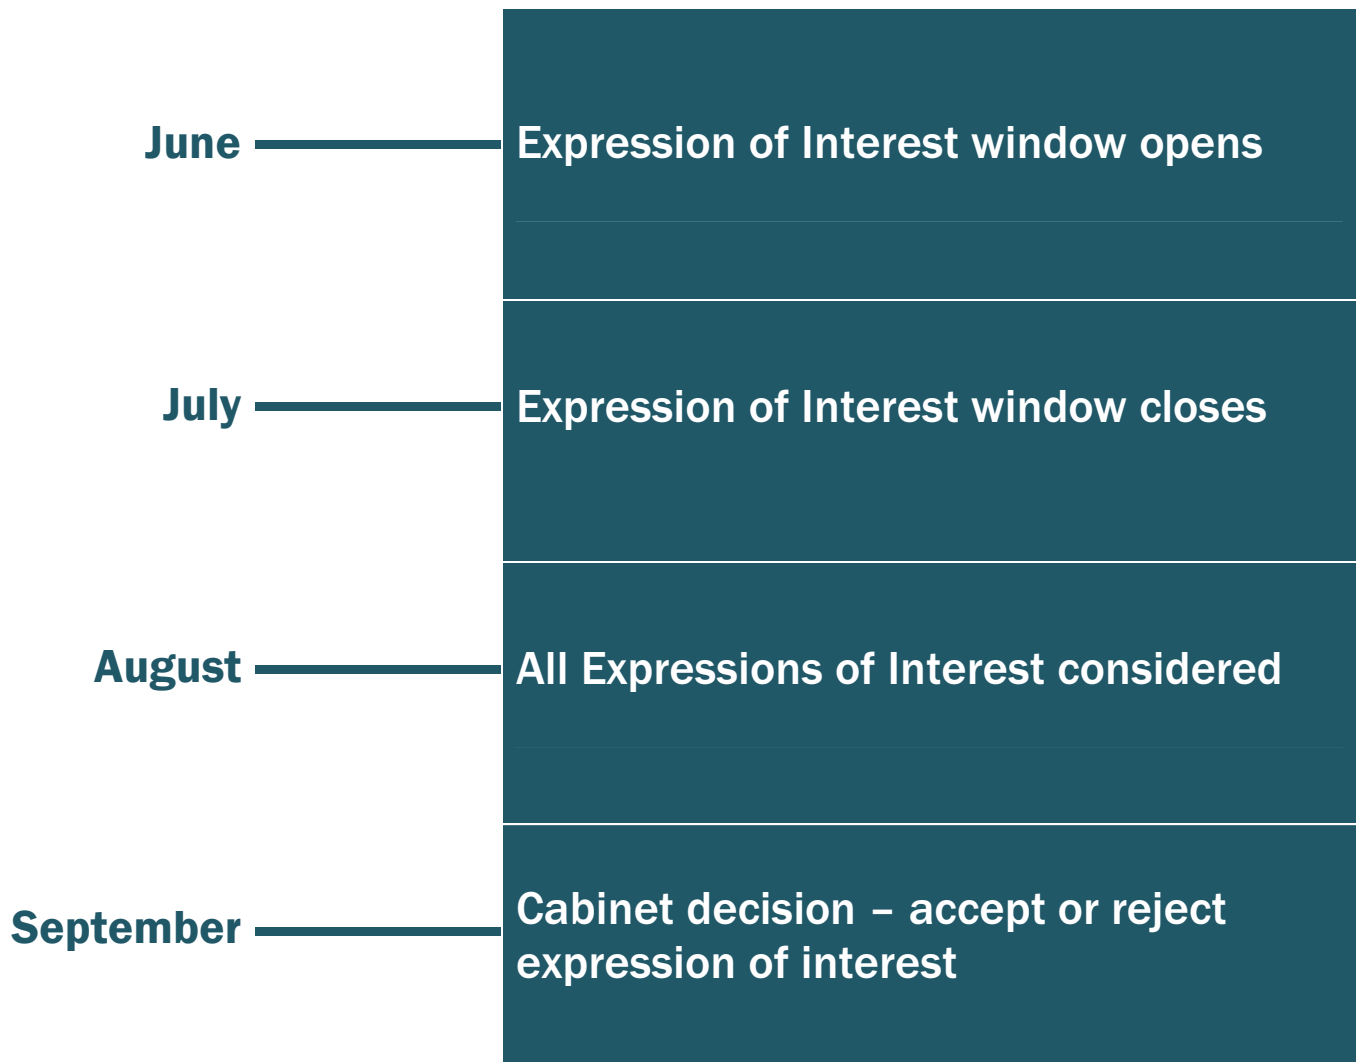 June
Expression of Interest window opens
July
Expression of Interest window closes
August
All Expressions of Interest considered
September
Cabinet decision – accept or reject
expression of interest